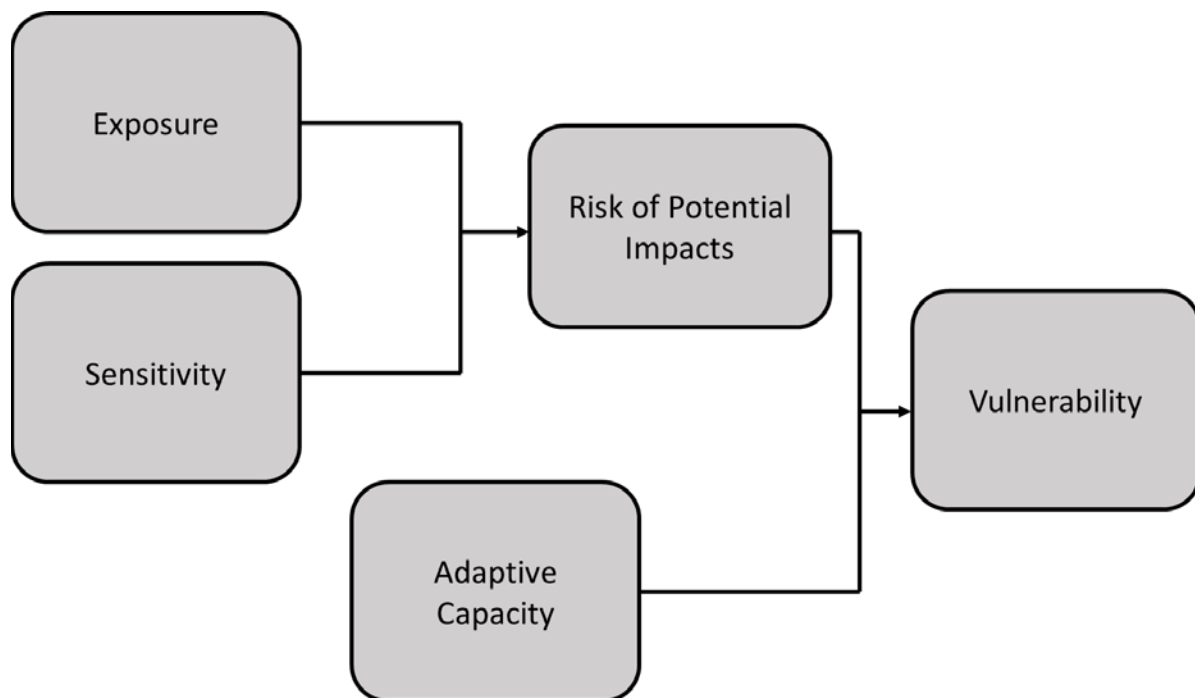 Exposure
Sensitivity
Risk of Potential
Impacts
Adaptive
Capacity
Vulnerability